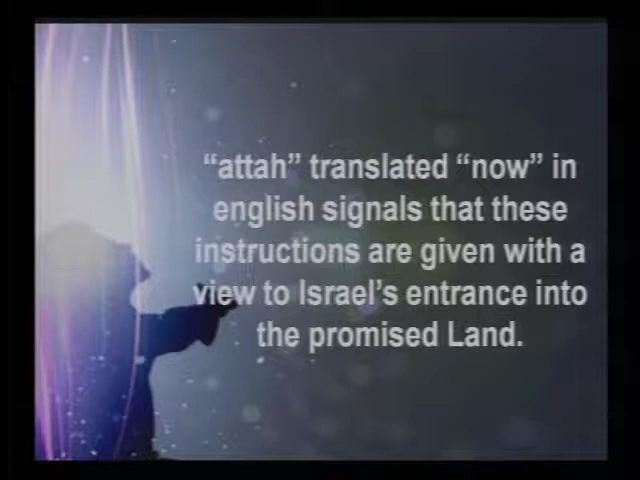 “attah” translated “now” in
english signals that these
instructions are given with a
view to Israel’s entrance into
the promised Land.